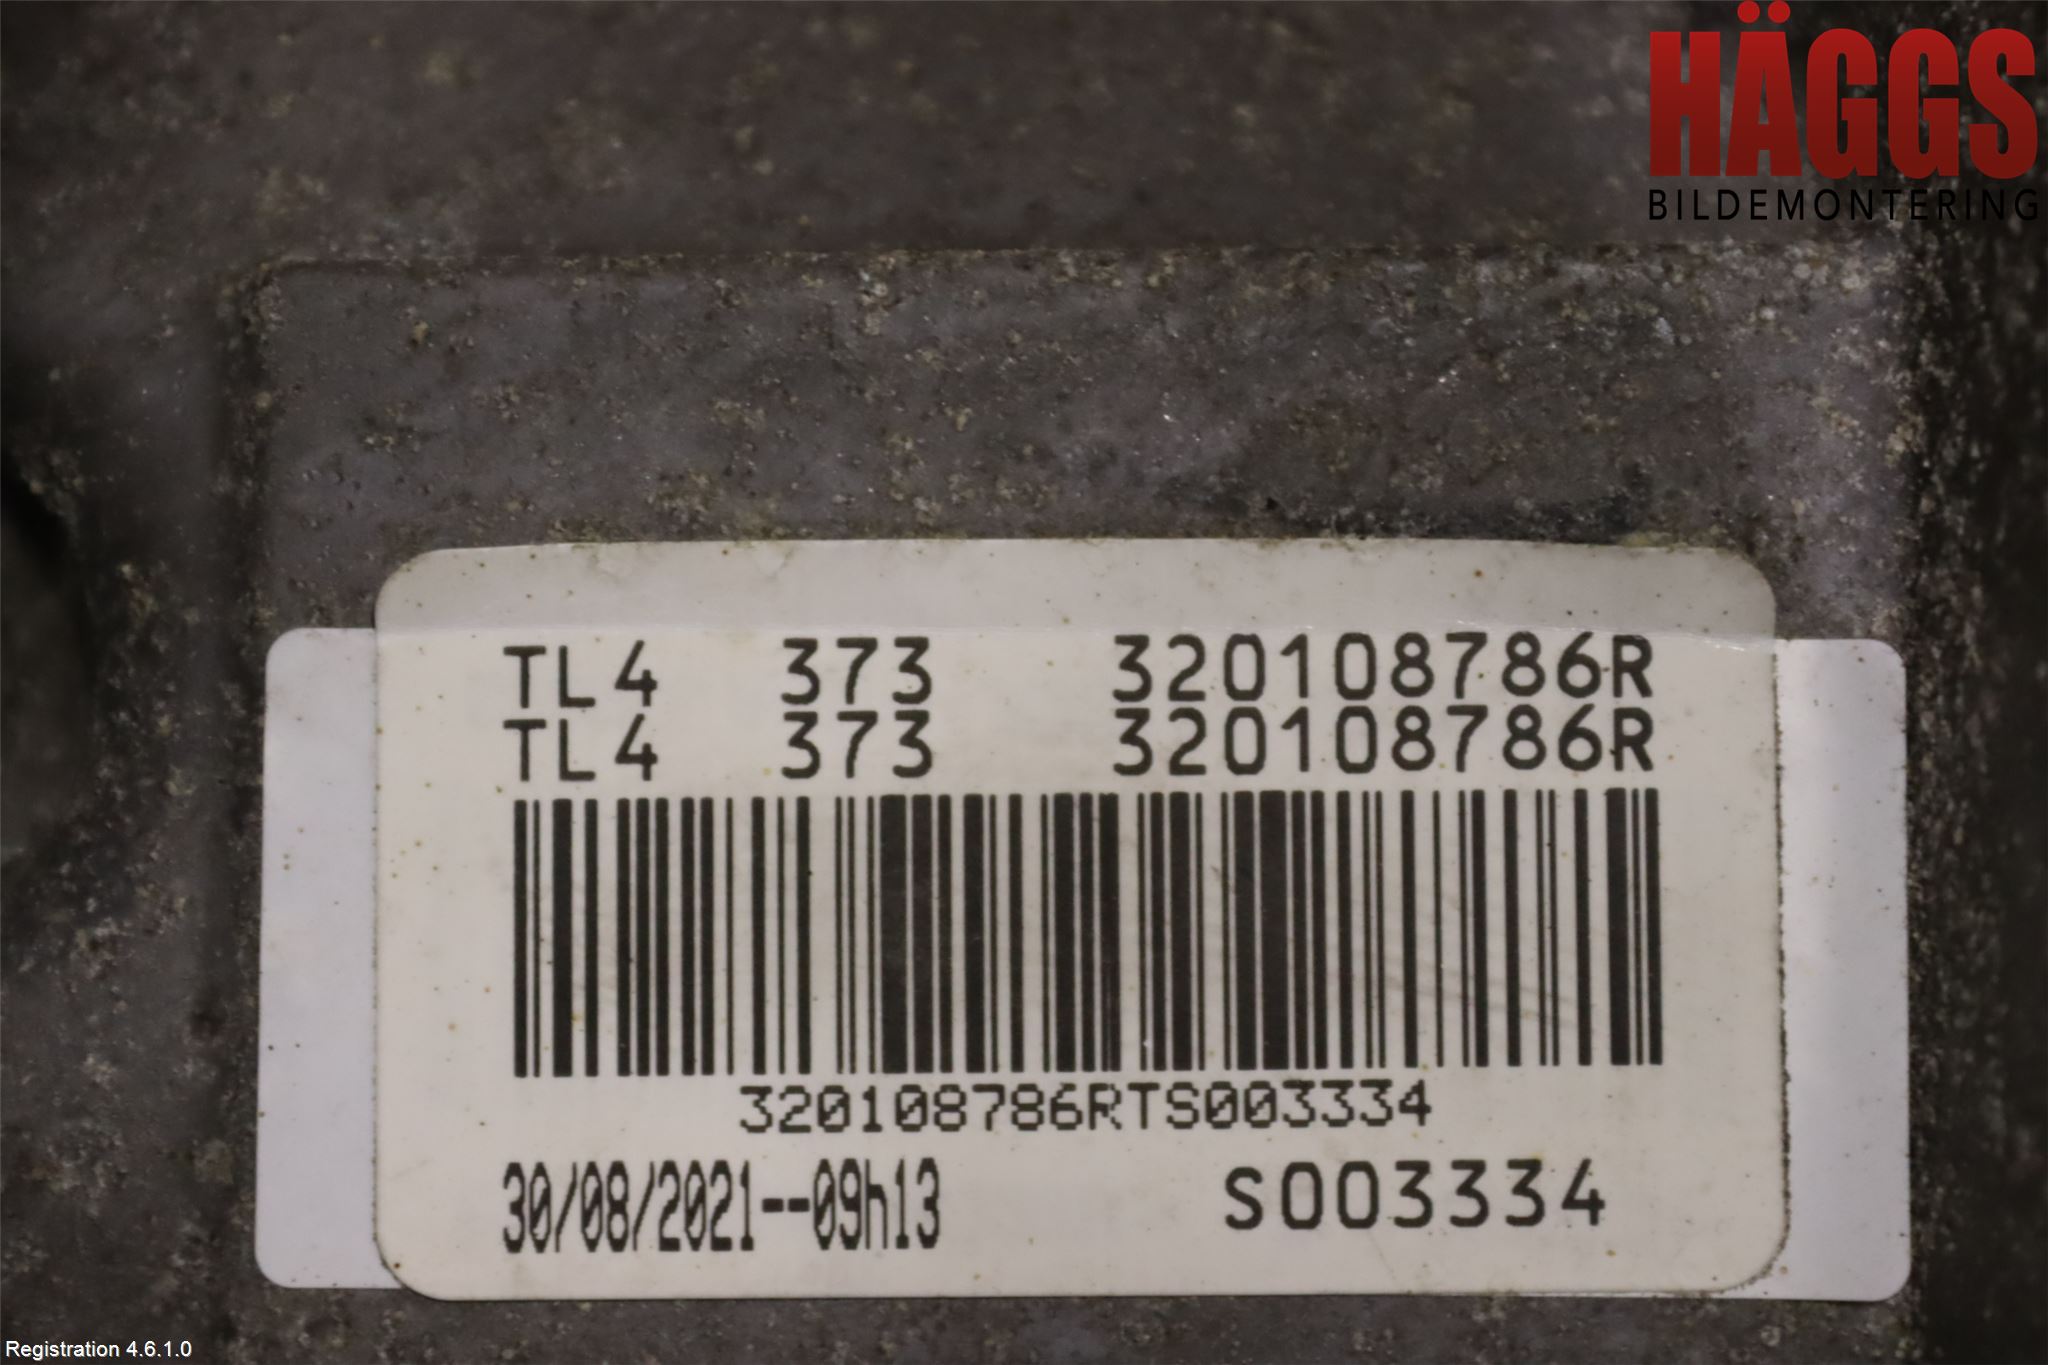 HÄGGS
BILDEMONTERING
TL4 373 320108786R
TL4 373 320108786R
320108786RTS003334
30/08/2021--09h13 S003334
Registration 4.6.1.0